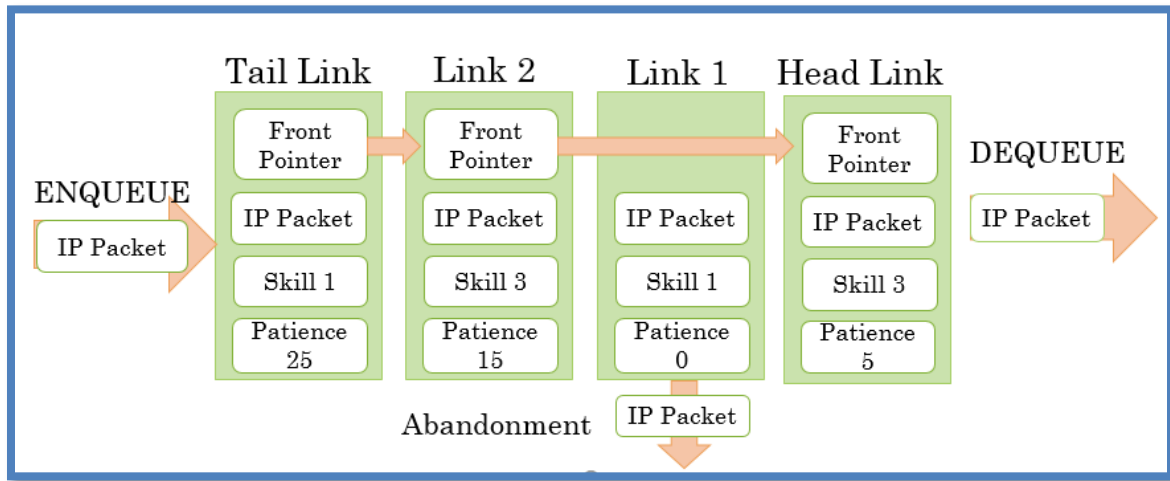 Tail Link
Link 2
Link 1
Head Link
ENQUEUE
IP Packet
Front
Pointer
IP Packet
Skill 1
Patience
25
Front
Pointer
IP Packet
Skill 3
Patience
15
IP Packet
Skill 1
Patience
0
Front
Pointer
IP Packet
Skill 3
Patience
5
DEQUEUE
IP Packet
Abandonment
IP Packet